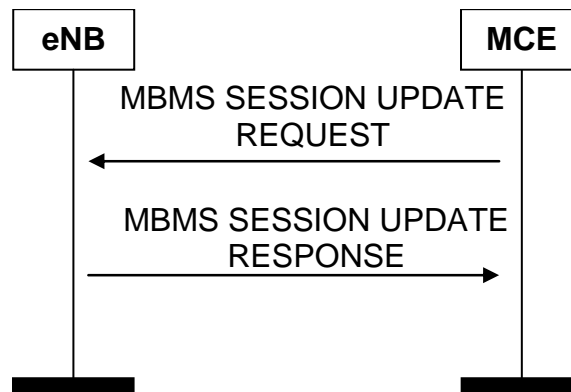 eNB
MCE
MBMS SESSION UPDATE
REQUEST
MBMS SESSION UPDATE
RESPONSE